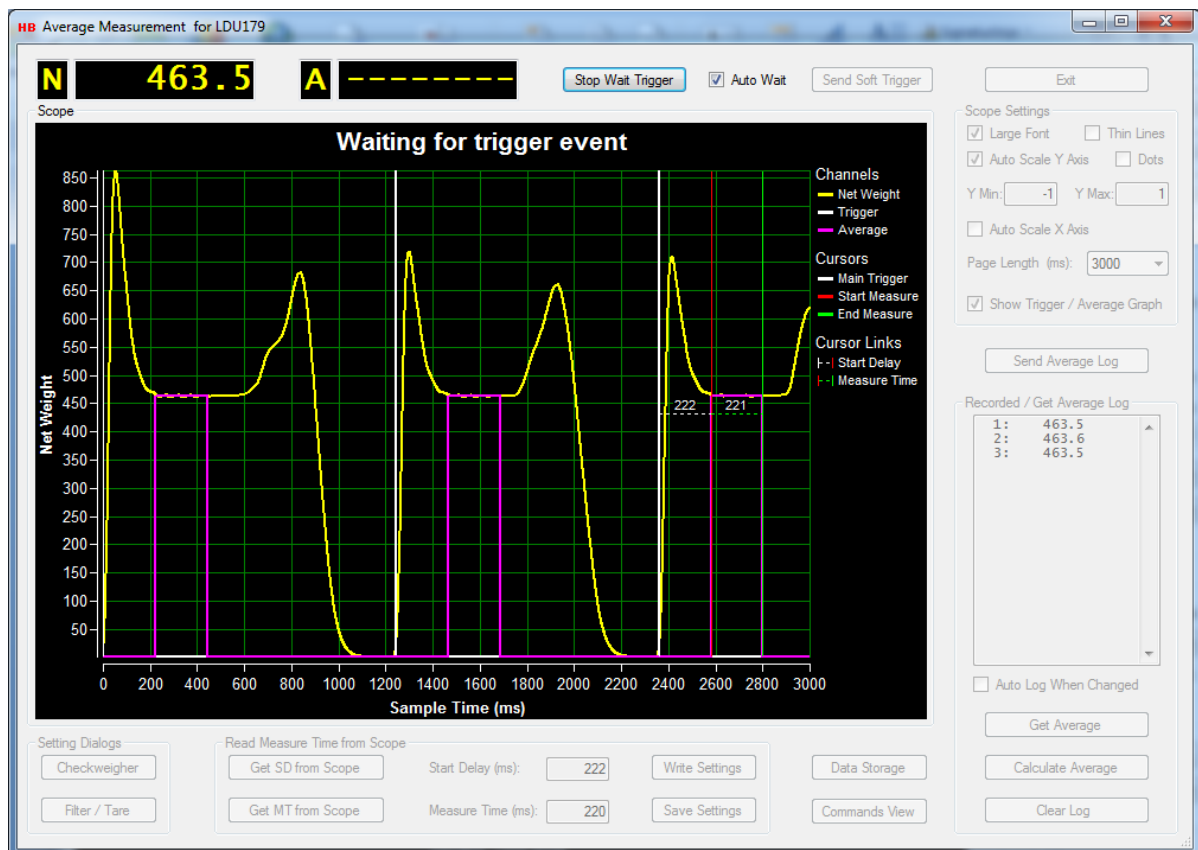 HB Average Measurement for LDU179
N 463.5 A --------
Stop Wait Trigger Auto Wait Send Soft Trigger Exit
Scope
Waiting for trigger event
Net Weight
850
800
750
700
650
600
550
500
450
400
350
300
250
200
150
100
50
222 221
0 200 400 600 800 1000 1200 1400 1600 1800 2000 2200 2400 2600 2800 3000
Sample Time (ms)
Channels
Net Weight
Trigger
Average
Cursors
Main Trigger
Start Measure
End Measure
Cursor Links
Start Delay
Measure Time
Scope Settings
Large Font Thin Lines
Auto Scale Y Axis Dots
Y Min: -1 Y Max: 1
Auto Scale X Axis
Page Length (ms): 3000
Show Trigger / Average Graph
Send Average Log
Recorded / Get Average Log
1: 463.5
2: 463.6
3: 463.5
Auto Log When Changed
Get Average
Calculate Average
Clear Log
Setting Dialogs
Checkweigher
Filter / Tare
Read Measure Time from Scope
Get SD from Scope Start Delay (ms): 222 Write Settings
Get MT from Scope Measure Time (ms): 220 Save Settings
Data Storage
Commands View